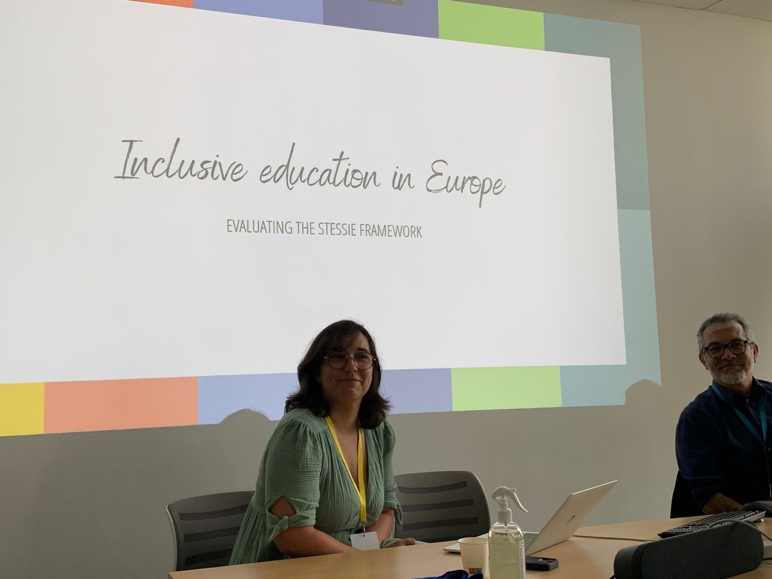 Inclusive education in Europe
EVALUATING THE STESSIE FRAMEWORK